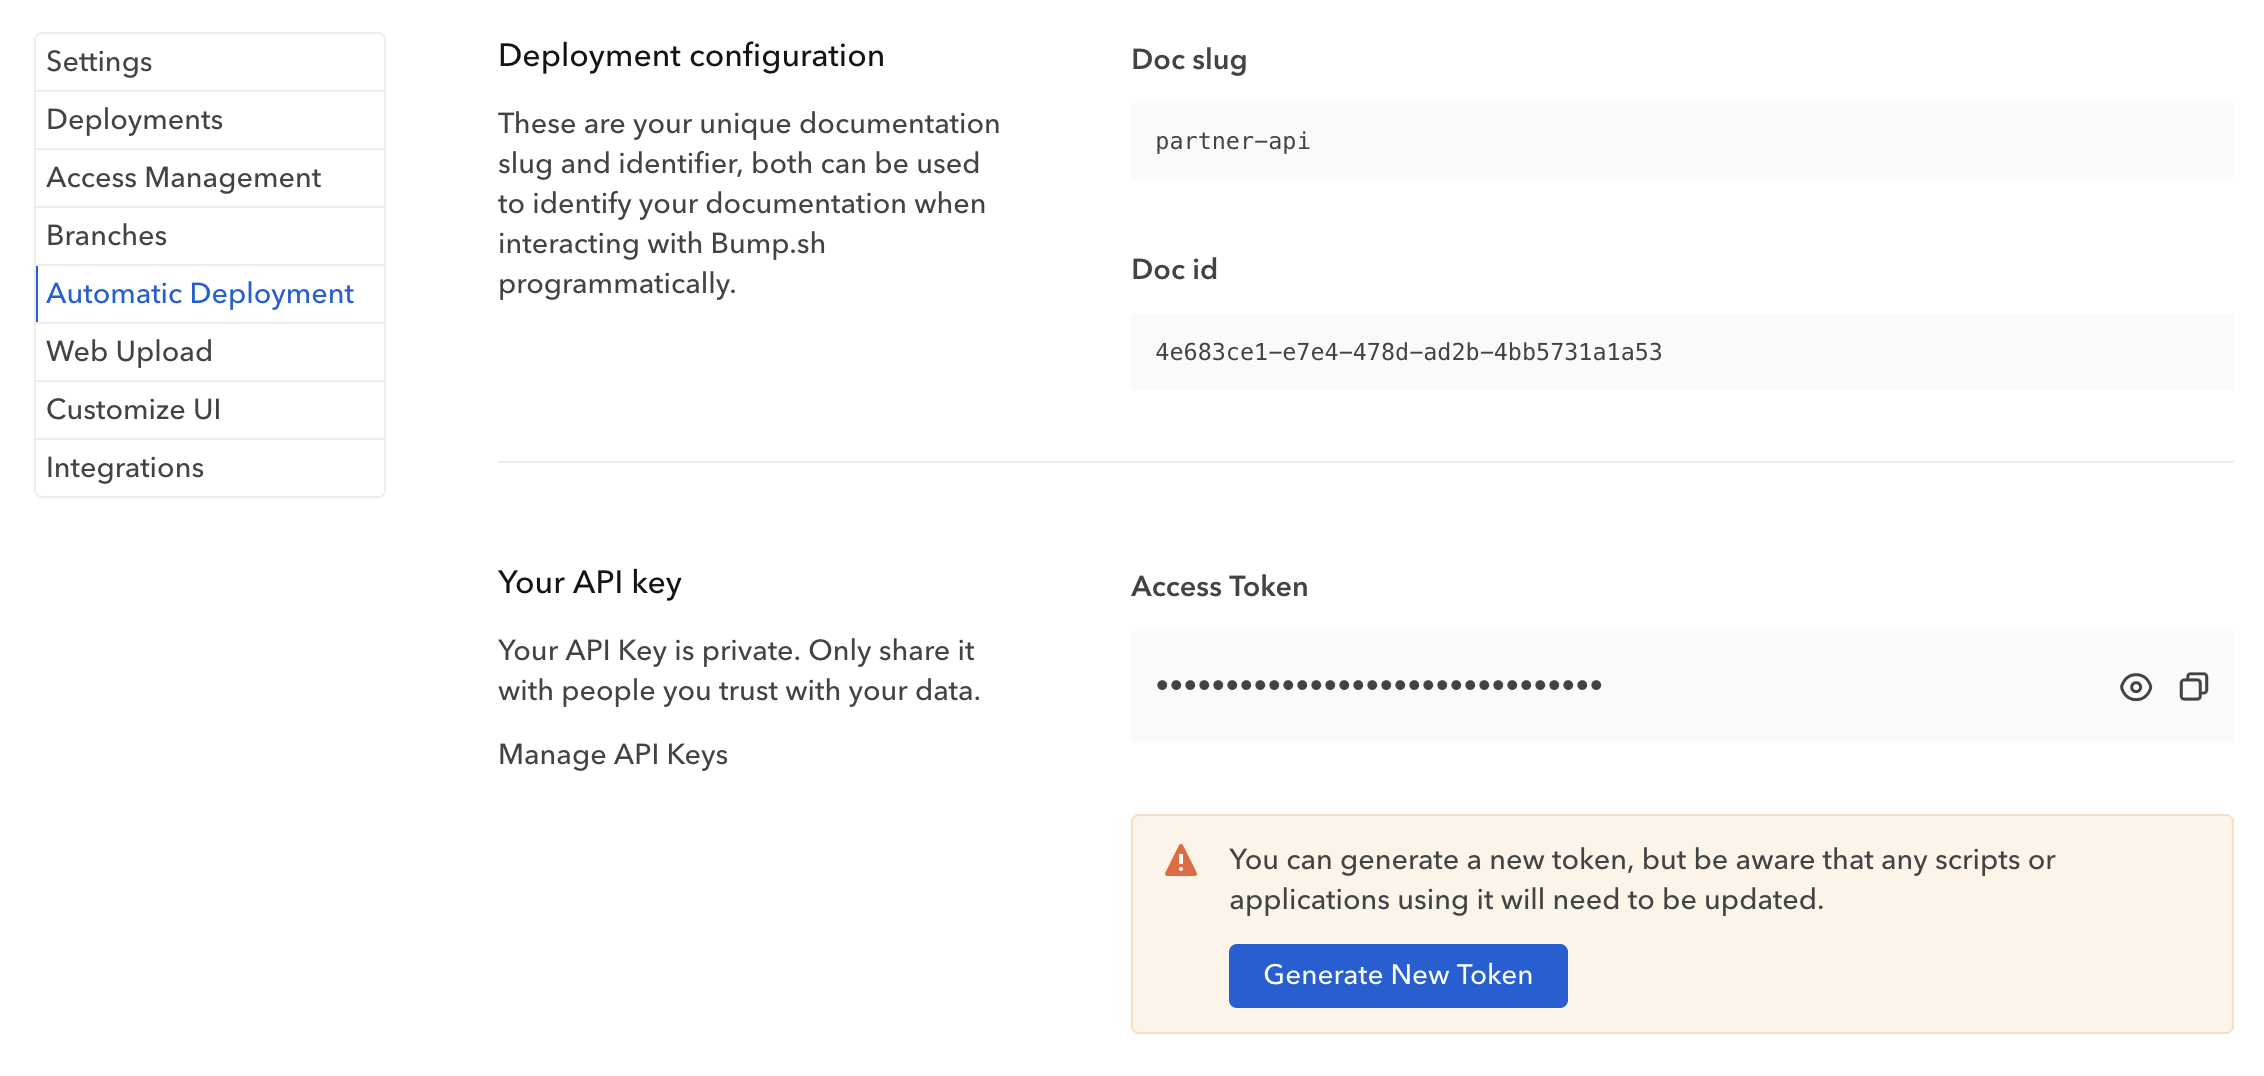 Settings
Deployments
Access Management
Branches
Automatic Deployment
Web Upload
Customize UI
Integrations
Deployment configuration
These are your unique documentation
slug and identifier, both can be used
to identify your documentation when
interacting with Bump.sh
programmatically.
Doc slug
partner-api
Doc id
4e683ce1-e7e4-478d-ad2b-4bb5731a1a53
Your API key
Your API Key is private. Only share it
with people you trust with your data.
Manage API Keys
Access Token
••••••••••••••••••••••••••••••••
You can generate a new token, but be aware that any scripts or
applications using it will need to be updated.
Generate New Token